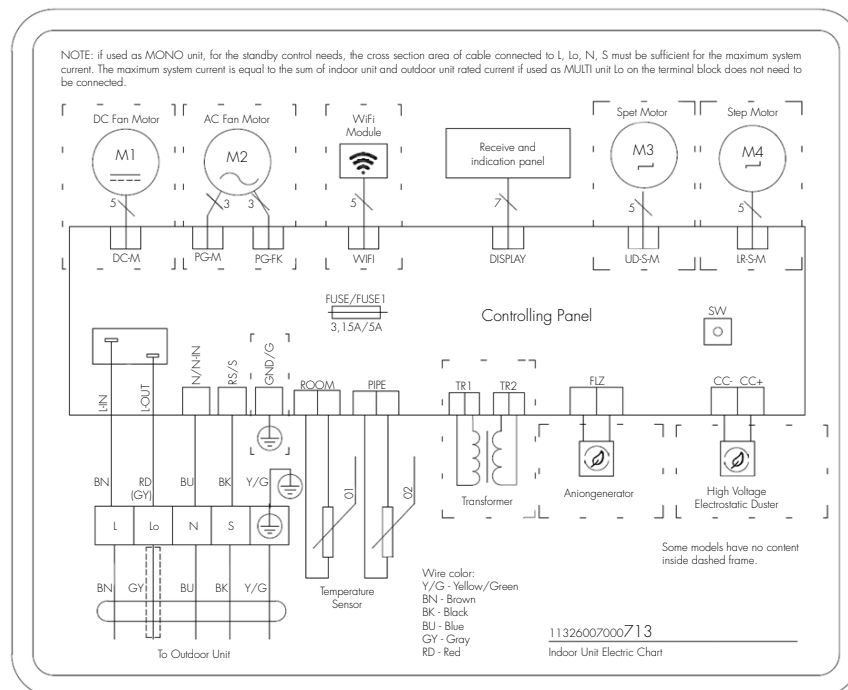 NOTE: if used as MONO unit, for the standby control needs, the cross section area of cable connected to L, Lo, N, S must be sufficient for the maximum system
current. The maximum system current is equal to the sum of indoor unit and outdoor unit rated current if used as MULTI unit Lo on the terminal block does not need to
be connected.
DC Fan Motor
AC Fan Motor
WiFi
Module
Spet Motor
Step Motor
M1
M2
Receive and
indication panel
M3
M4
5
3
3
5
7
5
5
DC-M
PG-M
PG-FK
WIFI
DISPLAY
UD-S-M
LR-S-M
FUSE/FUSE1
3,15A/5A
Controlling Panel
SW
L-IN
L-OUT
N/N-IN
RS/S
GND/G
ROOM
PIPE
TR1
TR2
FLZ
CC-
CC+
BN
RD
(GY)
BU
BK
Y/G
01
02
Transformer
Aniongenerator
High Voltage
Electrostatic Duster
L
Lo
N
S
Some models have no content
inside dashed frame.
BN
GY
BU
BK
Y/G
Temperature
Sensor
To Outdoor Unit
Wire color:
Y/G - Yellow/Green
BN - Brown
BK - Black
BU - Blue
GY - Gray
RD - Red
11326007000713
Indoor Unit Electric Chart